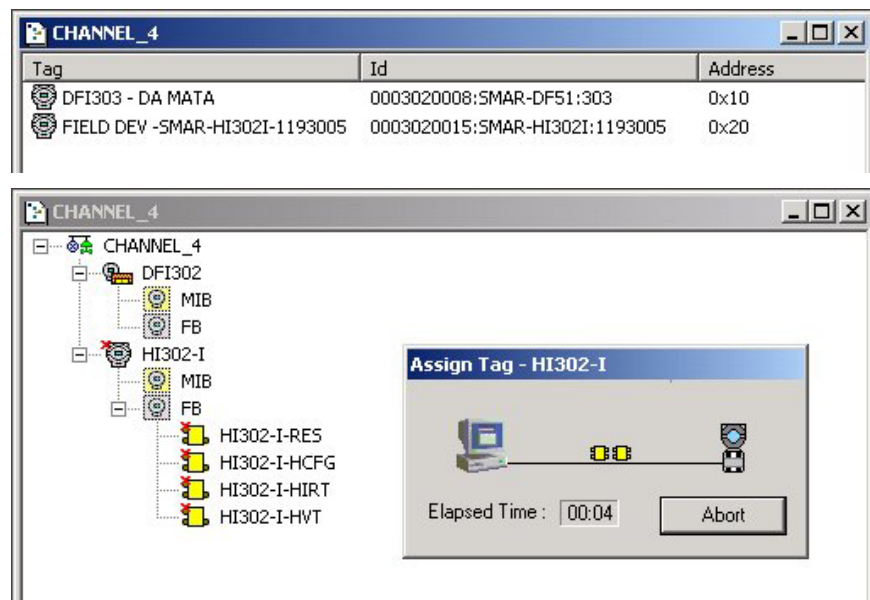 CHANNEL_4
Tag Id Address
DFI303 - DA MATA 0003020008:SMAR-DF51:303 0x10
FIELD DEV -SMAR-HI302I-1193005 0003020015:SMAR-HI302I:1193005 0x20
CHANNEL_4
CHANNEL_4
DFI302
MIB
FB
HI302-I
MIB
FB
HI302-I-RES
HI302-I-HCFG
HI302-I-HIRT
HI302-I-HVT
Assign Tag - HI302-I
Elapsed Time : 00:04 Abort